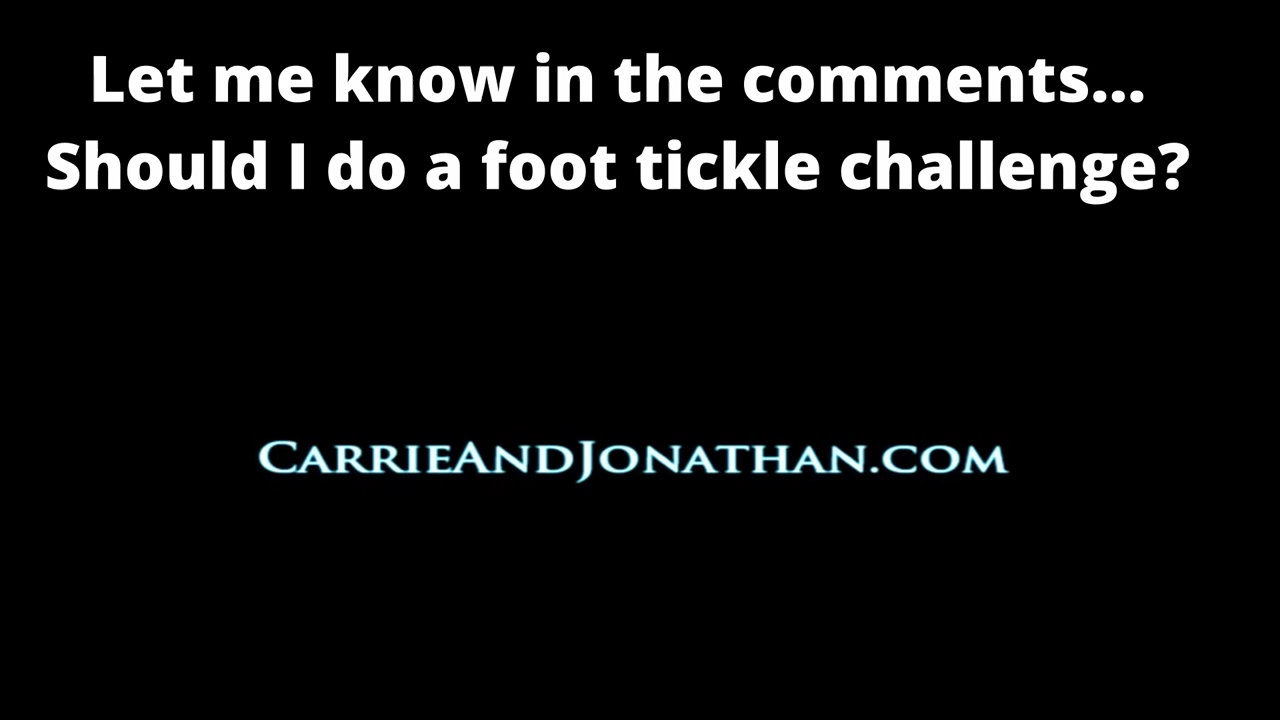 Let me know in the comments...
Should I do a foot tickle challenge?
CARRIEANDJONATHAN.COM